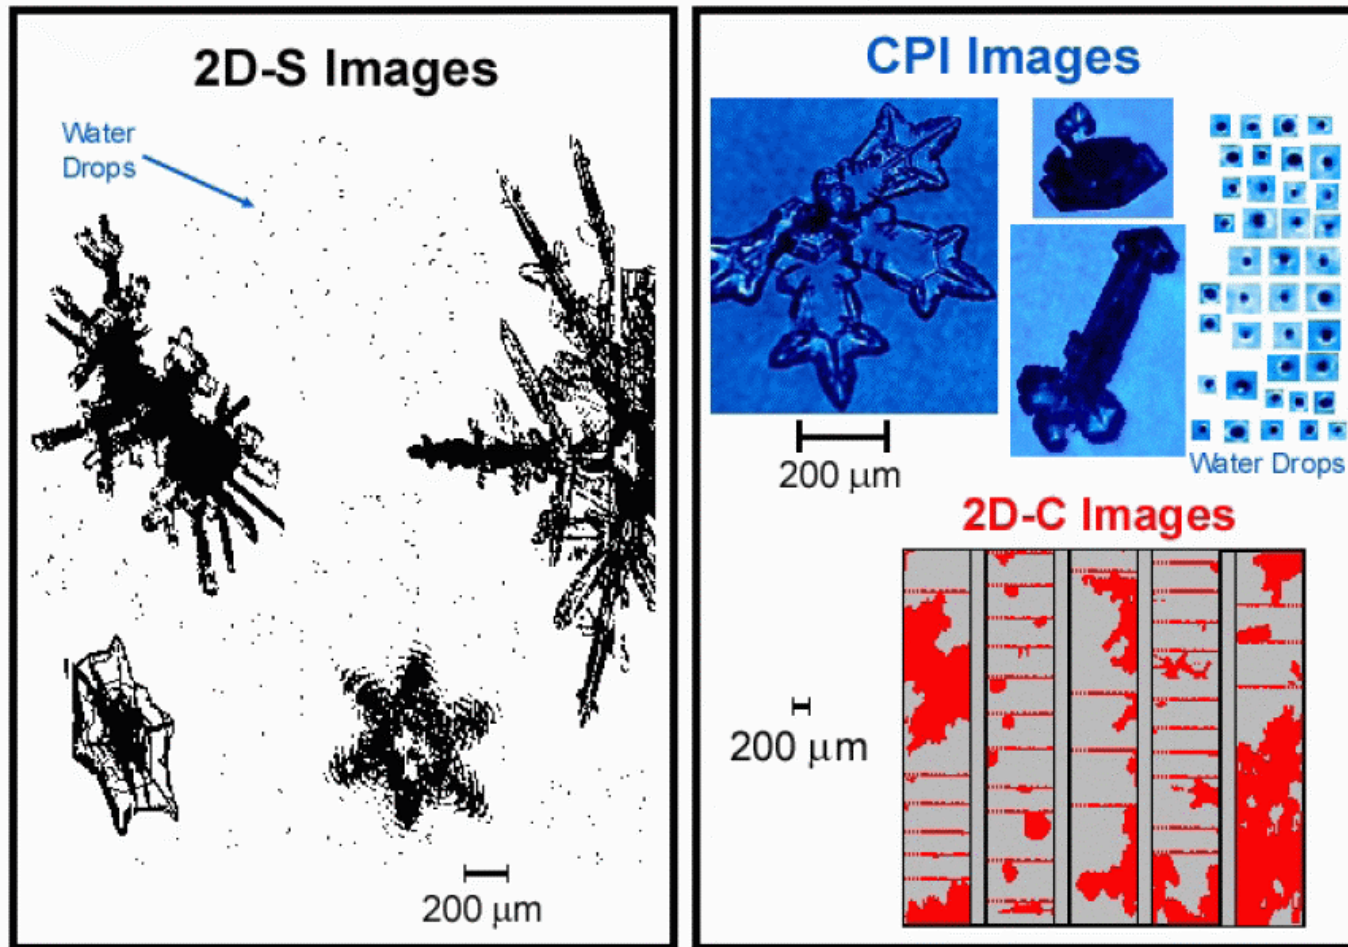 2D-S Images
Water
Drops
200 µm
CPI Images
200 µm
Water Drops
2D-C Images
200 µm